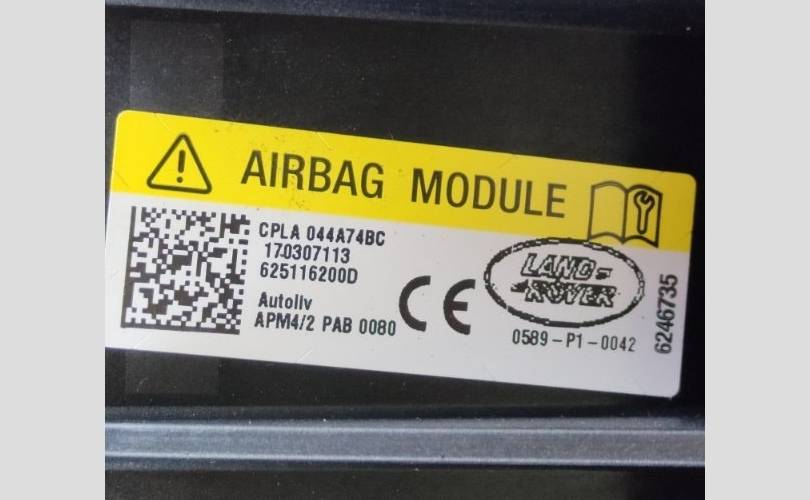 AIRBAG MODULE
CPLA 044A74BC
170307113
625116200D
Autoliv
APM4/2 PAB 0080
CE
LAND-
ROVER
0589-P1-0042
6246735